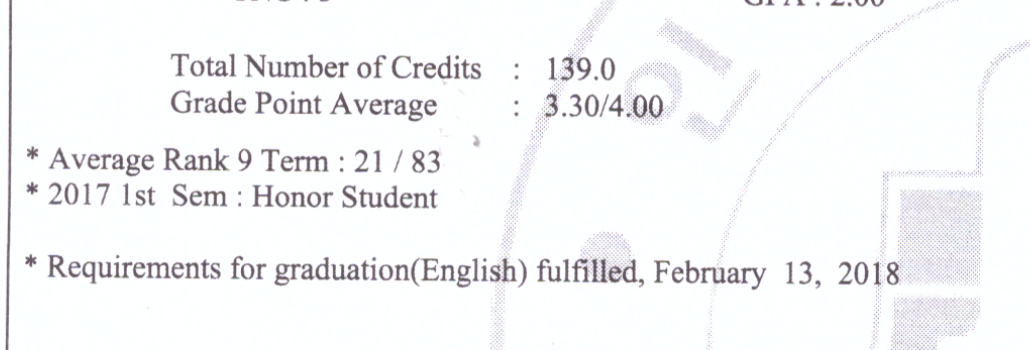 GPA : 2.00
Total Number of Credits : 139.0
Grade Point Average : 3.30/4.00
* Average Rank 9 Term : 21 / 83
* 2017 1st Sem : Honor Student
* Requirements for graduation(English) fulfilled, February 13, 2018